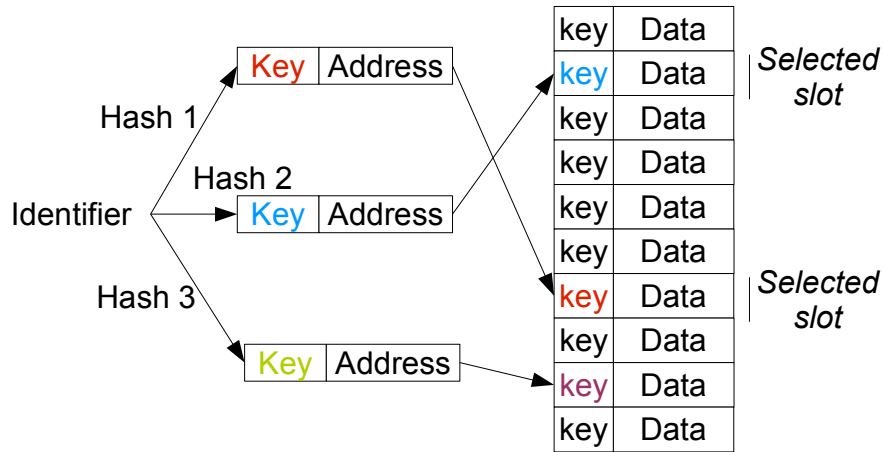 key Data
Key Address
key Data
Selected
slot
Hash 1
key Data
key Data
Hash 2
Identifier
Key Address
key Data
key Data
Hash 3
key Data
Selected
slot
key Data
Key Address
key Data
key Data